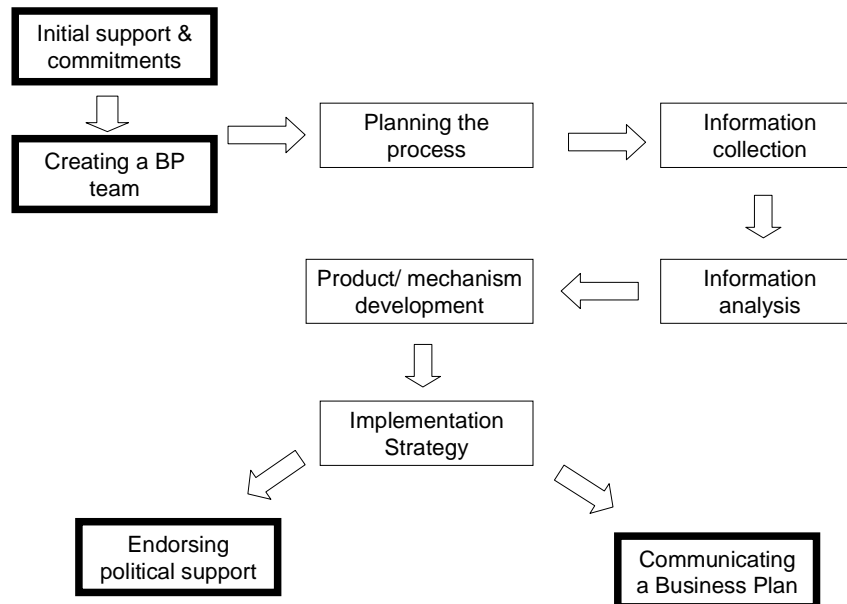 Initial support &
commitments
Creating a BP
team
Planning the
process
Information
collection
Information
analysis
Product/ mechanism
development
Implementation
Strategy
Endorsing
political support
Communicating
a Business Plan